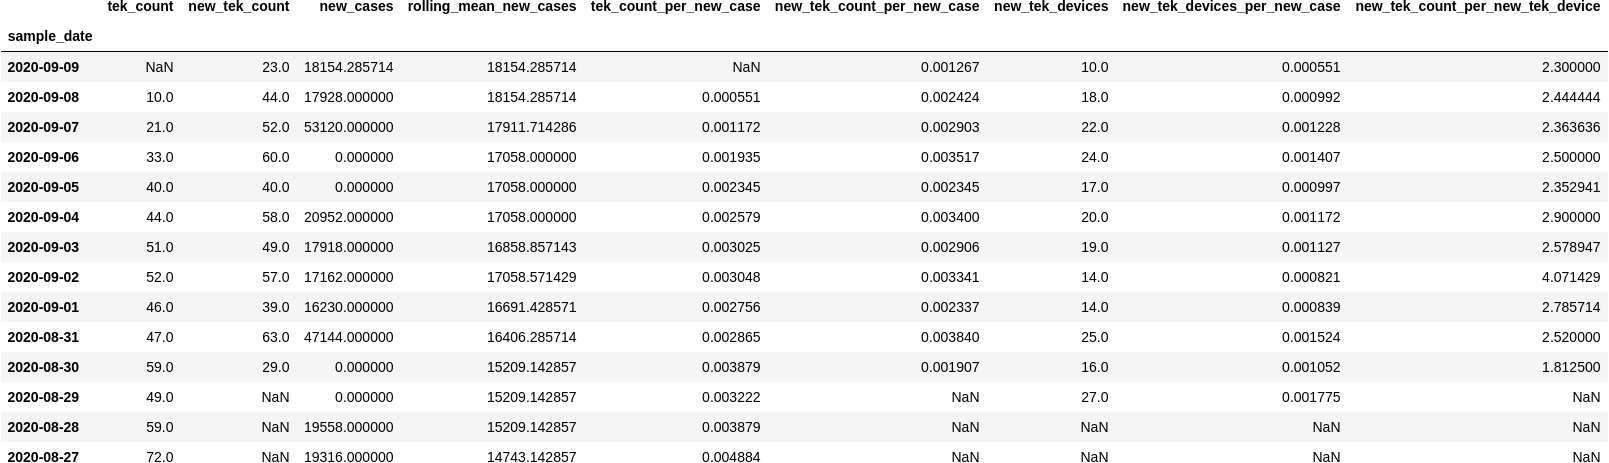 tek_count new_tek_count new_cases rolling_mean_new_cases tek_count_per_new_case new_tek_count_per_new_case new_tek_devices new_tek_devices_per_new_case new_tek_count_per_new_tek_device
sample_date
2020-09-09 NaN 23.0 18154.285714 18154.285714 NaN 0.001267 10.0 0.000551 2.300000
2020-09-08 10.0 44.0 17928.000000 18154.285714 0.000551 0.002424 18.0 0.000992 2.444444
2020-09-07 21.0 52.0 53120.000000 17911.714286 0.001172 0.002903 22.0 0.001228 2.363636
2020-09-06 33.0 60.0 0.000000 17058.000000 0.001935 0.003517 24.0 0.001407 2.500000
2020-09-05 40.0 40.0 0.000000 17058.000000 0.002345 0.002345 17.0 0.000997 2.352941
2020-09-04 44.0 58.0 20952.000000 17058.000000 0.002579 0.003400 20.0 0.001172 2.900000
2020-09-03 51.0 49.0 17918.000000 16858.857143 0.003025 0.002906 19.0 0.001127 2.578947
2020-09-02 52.0 57.0 17162.000000 17058.571429 0.003048 0.003341 14.0 0.000821 4.071429
2020-09-01 46.0 39.0 16230.000000 16691.428571 0.002756 0.002337 14.0 0.000839 2.785714
2020-08-31 47.0 63.0 47144.000000 16406.285714 0.002865 0.003840 25.0 0.001524 2.520000
2020-08-30 59.0 29.0 0.000000 15209.142857 0.003879 0.001907 16.0 0.001052 1.812500
2020-08-29 49.0 NaN 0.000000 15209.142857 0.003222 NaN 27.0 0.001775 NaN
2020-08-28 59.0 NaN 19558.000000 15209.142857 0.003879 NaN NaN NaN NaN
2020-08-27 72.0 NaN 19316.000000 14743.142857 0.004884 NaN NaN NaN NaN